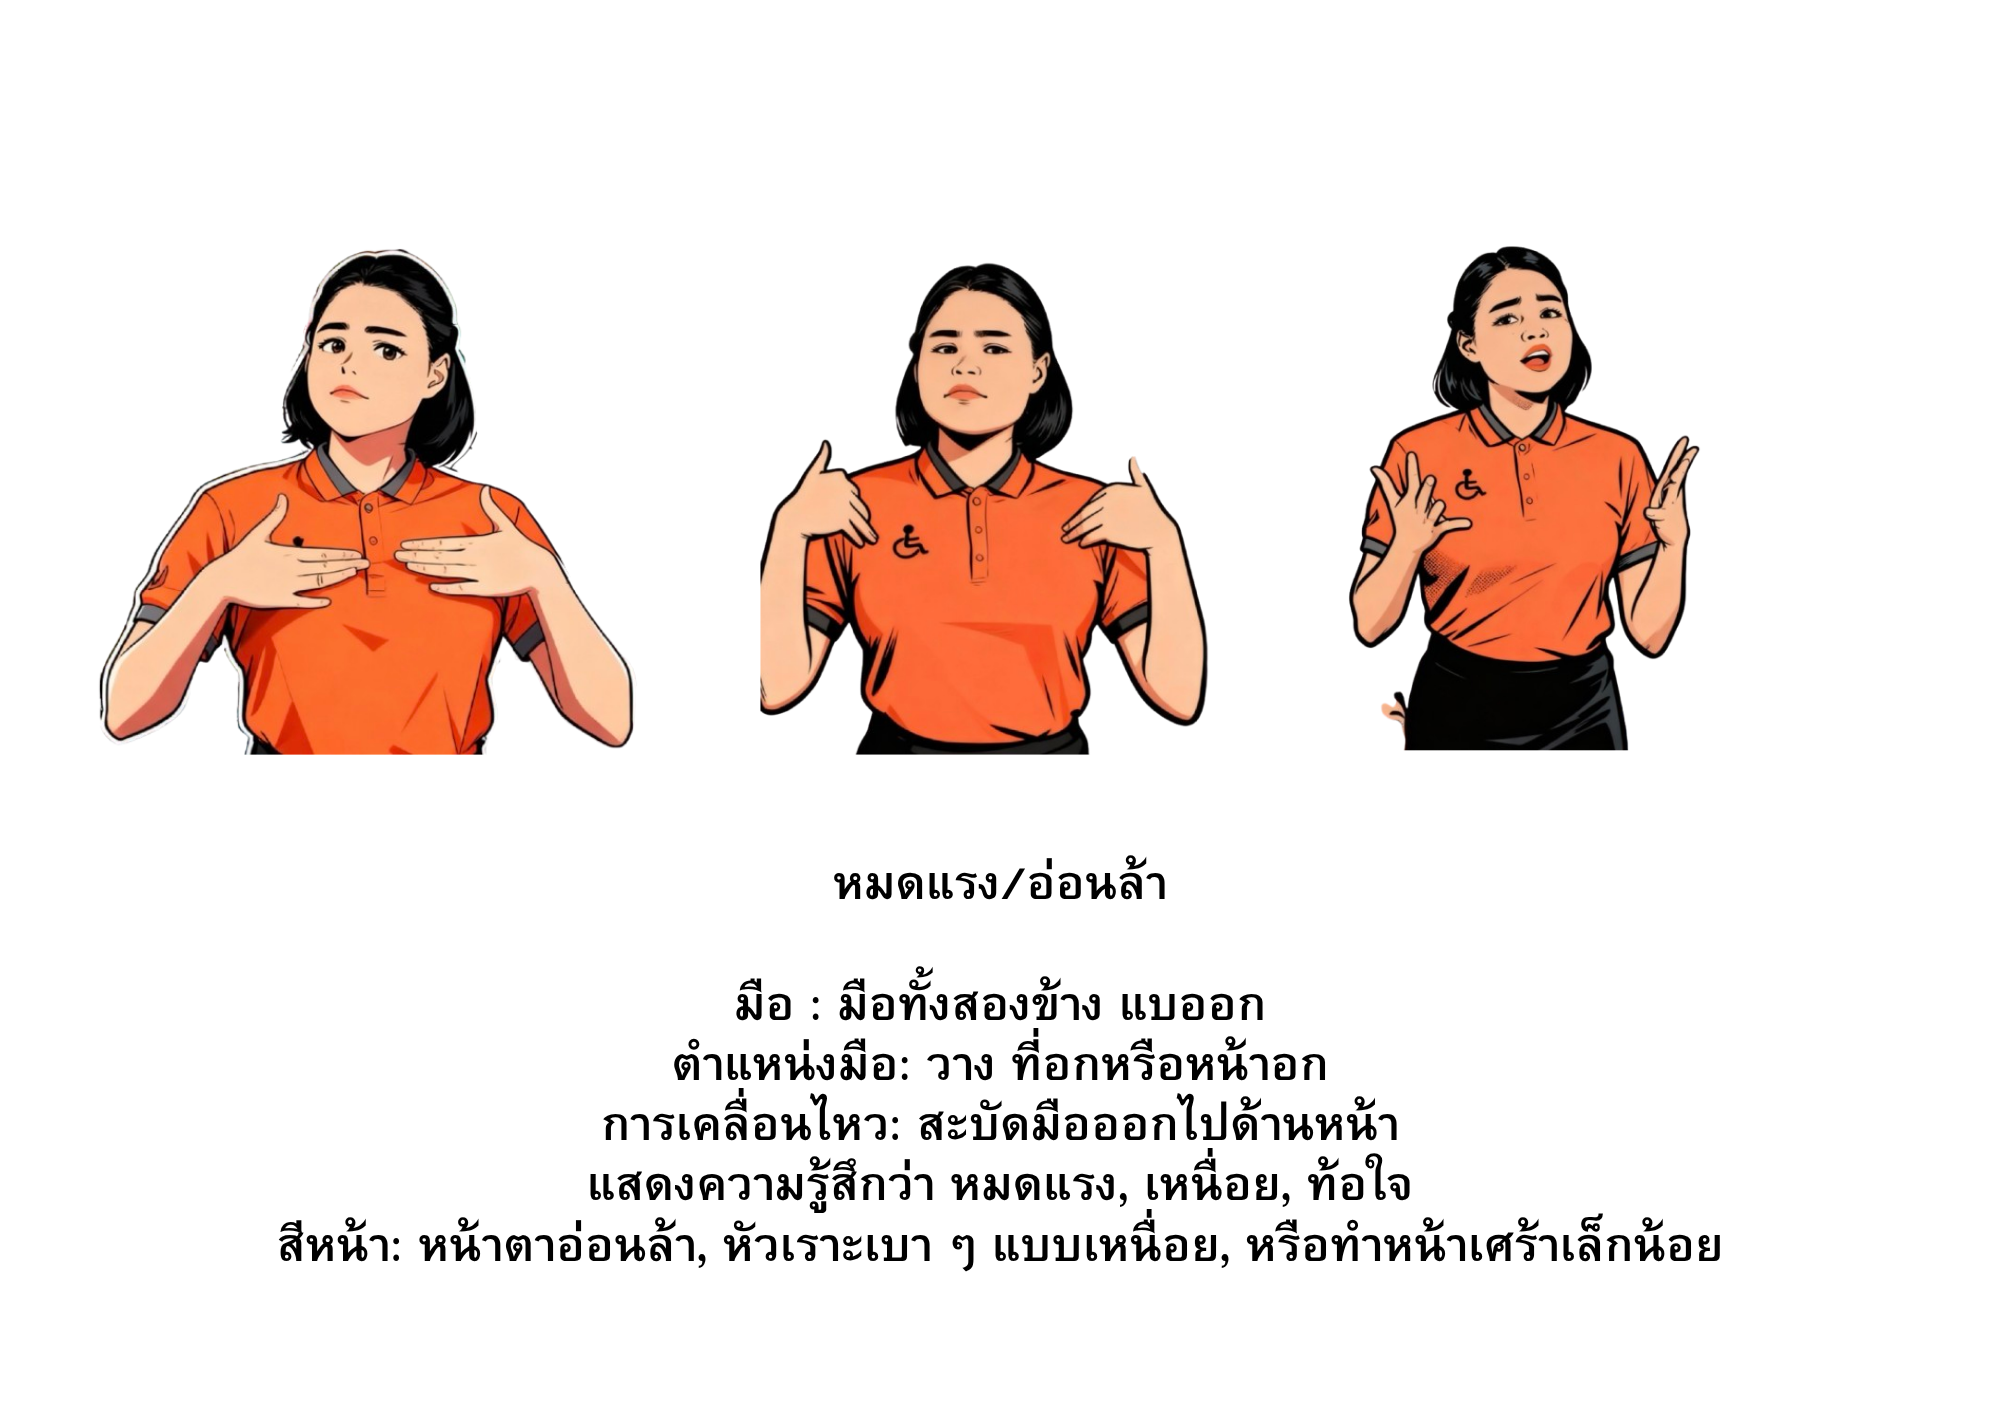 หมดแรง/อ่อนล้า
มือ : มือทั้งสองข้าง แบออก
ตำแหน่งมือ: วาง ที่อกหรือหน้าอก
การเคลื่อนไหว: สะบัดมือออกไปด้านหน้า
แสดงความรู้สึกว่า หมดแรง, เหนื่อย, ท้อใจ
สีหน้า: หน้าตาอ่อนล้า, หัวเราะเบา ๆ แบบเหนื่อย, หรือทำหน้าเศร้าเล็กน้อย